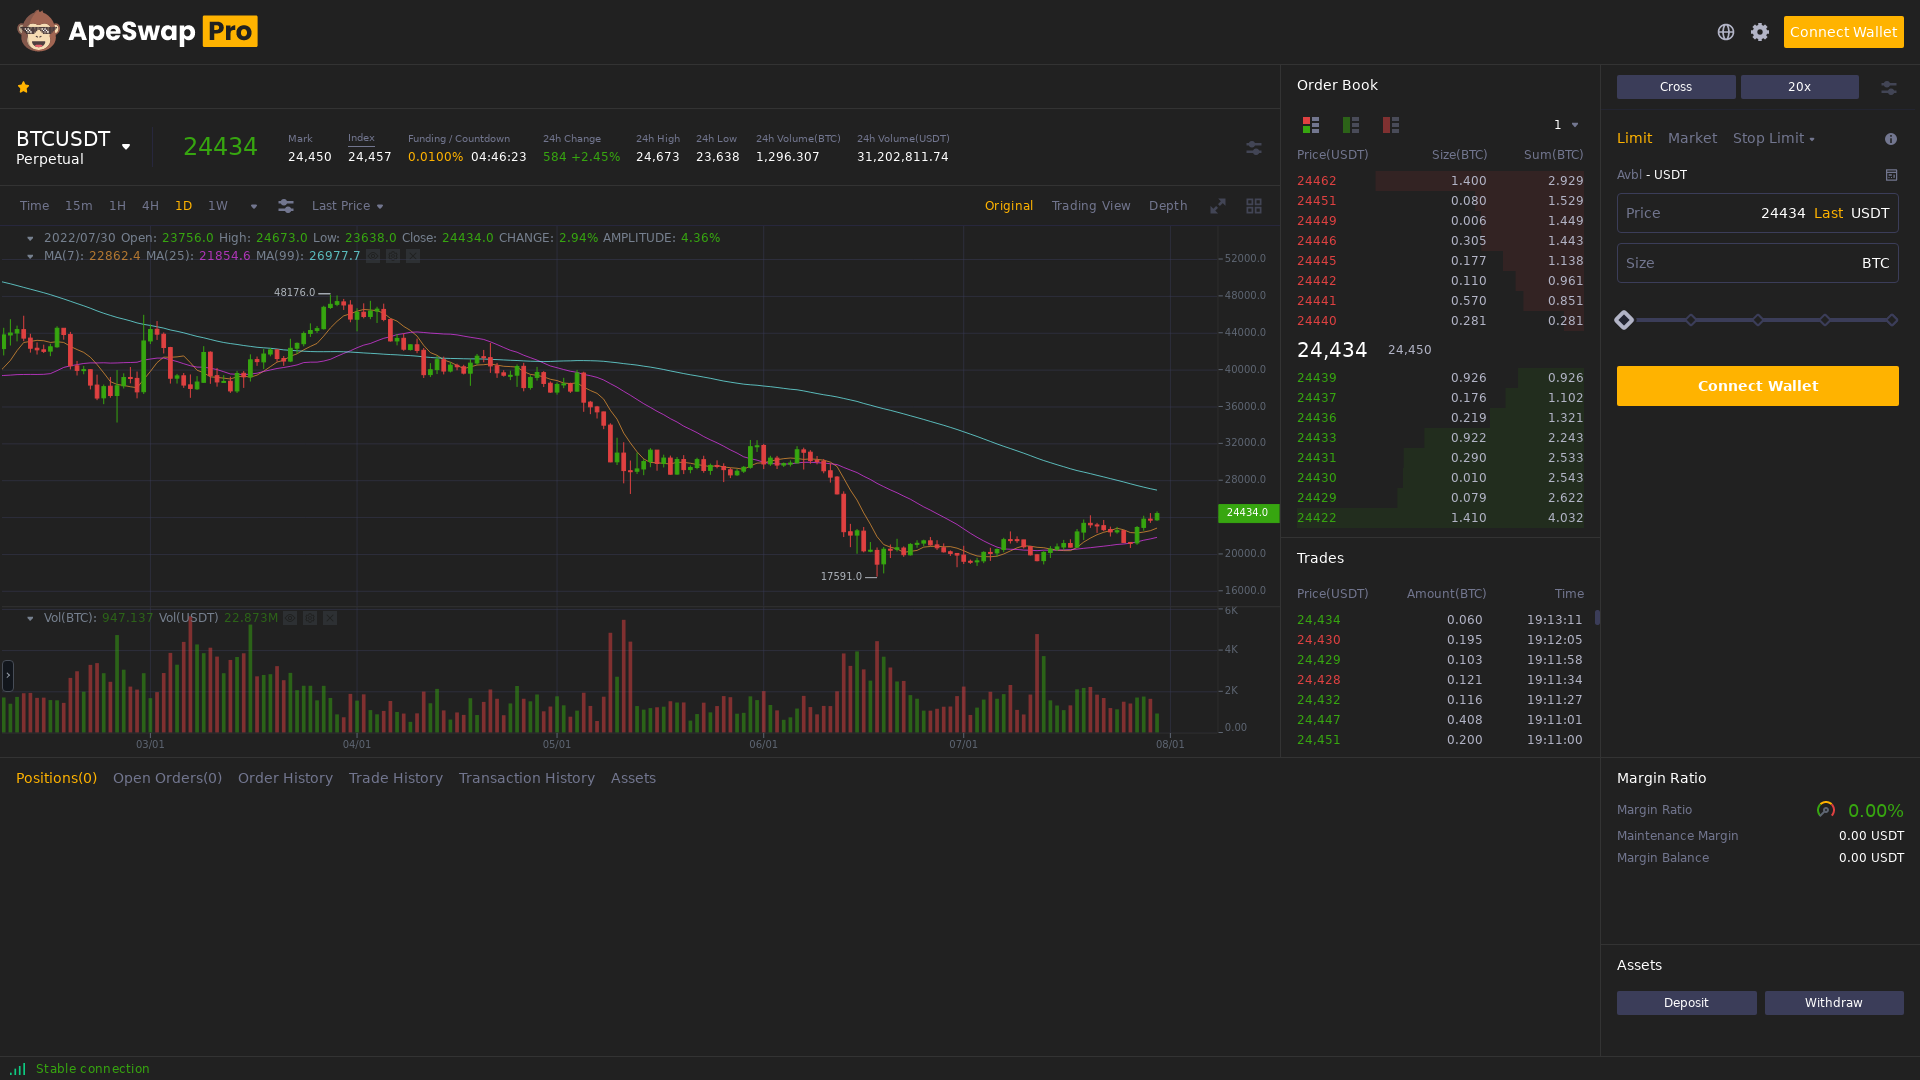 ApeSwap Pro
Connect Wallet
BTCUSDT
Perpetual
24434
Mark
24,450
Index
24,457
Funding / Countdown
0.0100% 04:46:23
24h Change
584 +2.45%
24h High
24,673
24h Low
23,638
24h Volume(BTC)
1,296.307
24h Volume(USDT)
31,202,811.74
Time 15m 1H 4H 1D 1W Last Price Original Trading View Depth
2022/07/30 Open: 23756.0 High: 24673.0 Low: 23638.0 Close: 24434.0 CHANGE: 2.94% AMPLITUDE: 4.36%
MA(7): 22862.4 MA(25): 21854.6 MA(99): 26977.7
52000.0
48000.0
44000.0
40000.0
36000.0
32000.0
28000.0
24434.0
20000.0
16000.0
48176.0
17591.0
Vol(BTC): 947.137 Vol(USDT) 22.873M
6K
4K
2K
0.00
03/01 04/01 05/01 06/01 07/01 08/01
Order Book
1
Price(USDT) Size(BTC) Sum(BTC)
24462 1.400 2.929
24451 0.080 1.529
24449 0.006 1.449
24446 0.305 1.443
24445 0.177 1.138
24442 0.110 0.961
24441 0.570 0.851
24440 0.281 0.281
24,434 24,450
24439 0.926 0.926
24437 0.176 1.102
24436 0.219 1.321
24433 0.922 2.243
24431 0.290 2.533
24430 0.010 2.543
24429 0.079 2.622
24422 1.410 4.032
Trades
Price(USDT) Amount(BTC) Time
24,434 0.060 19:13:11
24,430 0.195 19:12:05
24,429 0.103 19:11:58
24,428 0.121 19:11:34
24,432 0.116 19:11:27
24,447 0.408 19:11:01
24,451 0.200 19:11:00
Cross 20x
Limit Market Stop Limit
Avbl - USDT
Price 24434 Last USDT
Size BTC
Connect Wallet
Positions(0) Open Orders(0) Order History Trade History Transaction History Assets
Margin Ratio
Margin Ratio 0.00%
Maintenance Margin 0.00 USDT
Margin Balance 0.00 USDT
Assets
Deposit Withdraw
Stable connection